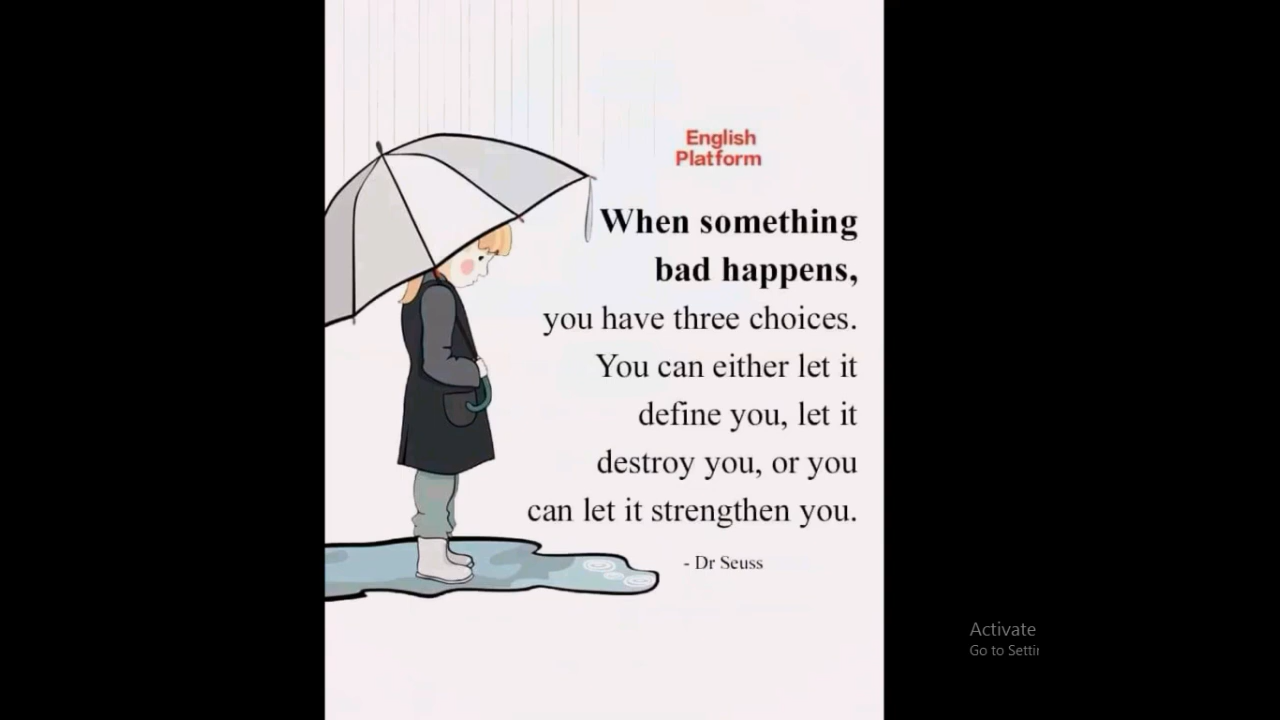 English
Platform
When something
bad happens,
you have three choices.
You can either let it
define you, let it
destroy you, or you
can let it strengthen you.
- Dr Seuss
Activate
Go to Settin